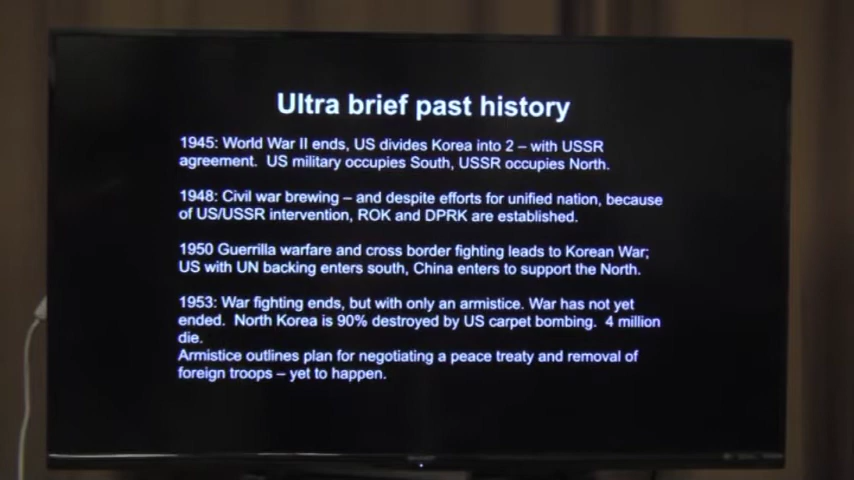 Ultra brief past history
1945: World War II ends, US divides Korea into 2 – with USSR
agreement.  US military occupies South, USSR occupies North.
1948: Civil war brewing – and despite efforts for unified nation, because
of US/USSR intervention, ROK and DPRK are established.
1950 Guerrilla warfare and cross border fighting leads to Korean War;
US with UN backing enters south, China enters to support the North.
1953: War fighting ends, but with only an armistice. War has not yet
ended.  North Korea is 90% destroyed by US carpet bombing.  4 million
die.
Armistice outlines plan for negotiating a peace treaty and removal of
foreign troops – yet to happen.